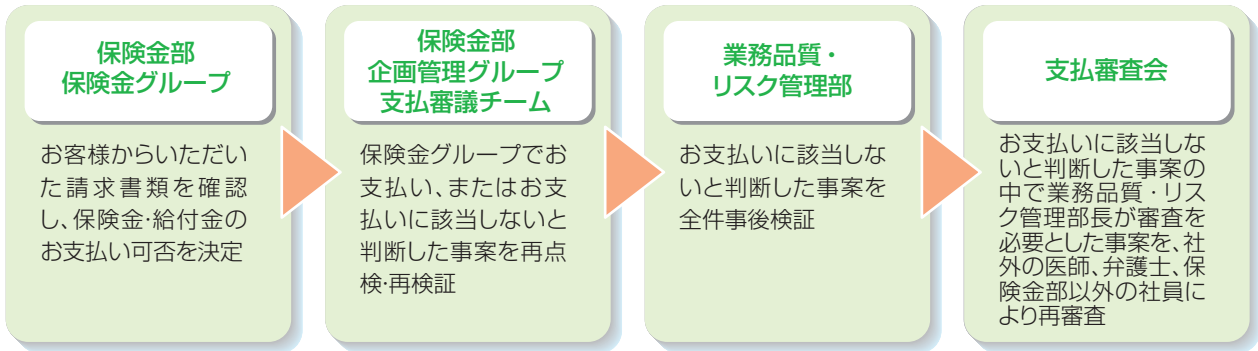 保険金部
保険金グループ
お客様からいただい
た請求書類を確認
し、保険金・給付金の
お支払い可否を決定
保険金部
企画管理グループ
支払審議チーム
保険金グループでお
支払い、またはお支
払いに該当しないと
判断した事案を再点
検・再検証
業務品質・
リスク管理部
お支払いに該当しな
いと判断した事案を
全件事後検証
支払審査会
お支払いに該当しな
いと判断した事案の
中で業務品質・リス
ク管理部長が審査を
必要とした事案を、社
外の医師、弁護士、保
険金部以外の社員に
より再審査